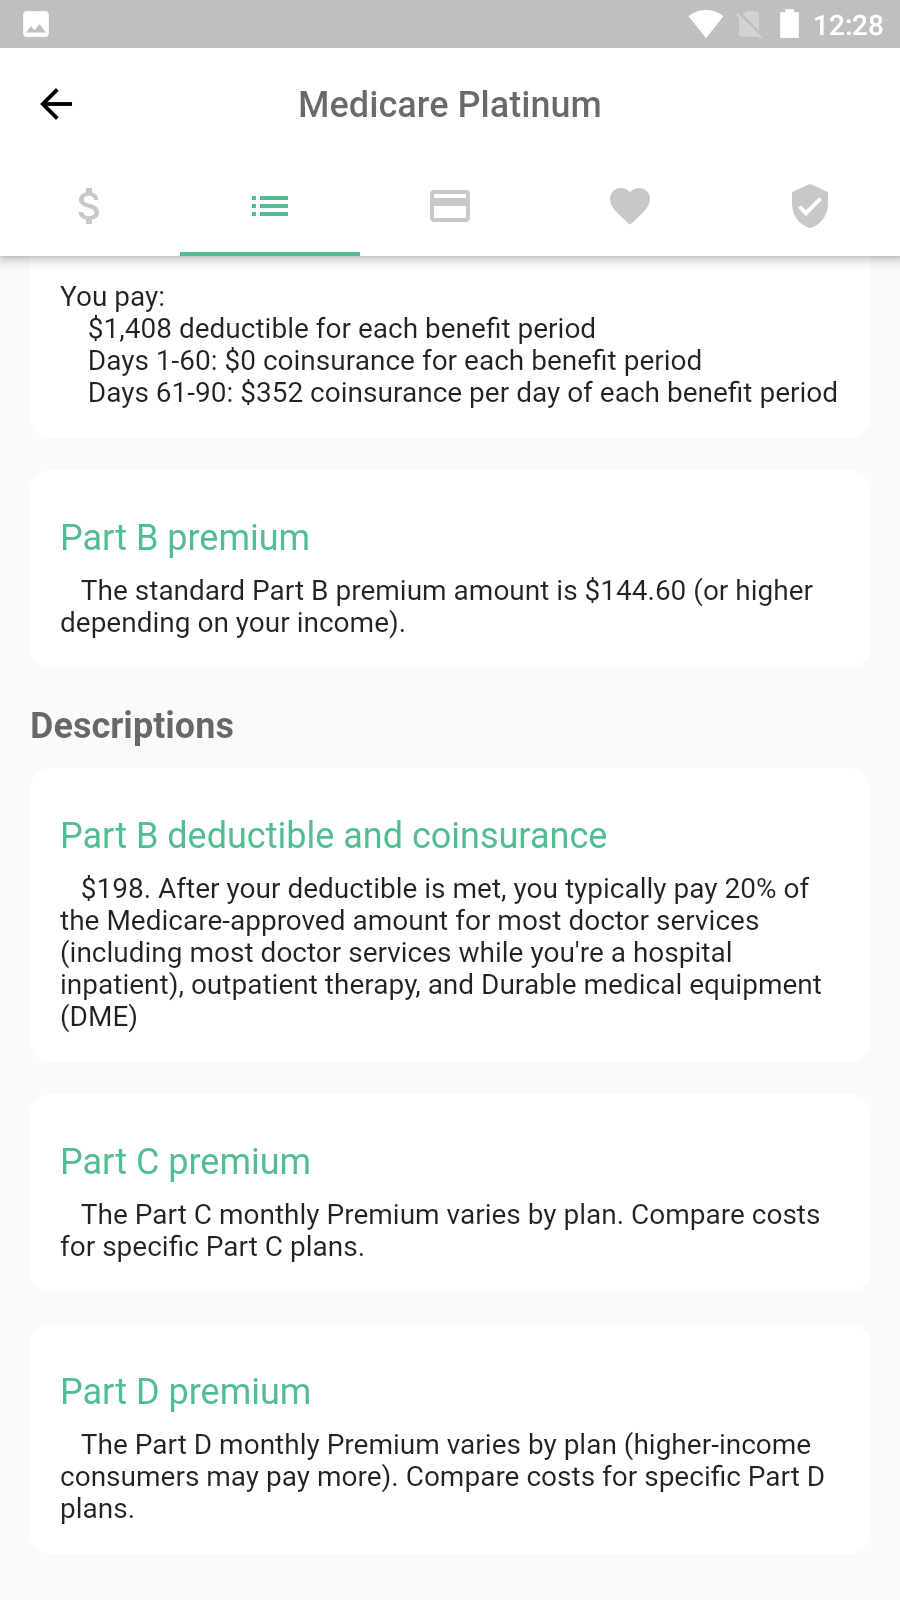 12:28
Medicare Platinum
You pay:
$1,408 deductible for each benefit period
Days 1-60: $0 coinsurance for each benefit period
Days 61-90: $352 coinsurance per day of each benefit period
Part B premium
The standard Part B premium amount is $144.60 (or higher
depending on your income).
Descriptions
Part B deductible and coinsurance
$198. After your deductible is met, you typically pay 20% of
the Medicare-approved amount for most doctor services
(including most doctor services while you're a hospital
inpatient), outpatient therapy, and Durable medical equipment
(DME)
Part C premium
The Part C monthly Premium varies by plan. Compare costs
for specific Part C plans.
Part D premium
The Part D monthly Premium varies by plan (higher-income
consumers may pay more). Compare costs for specific Part D
plans.